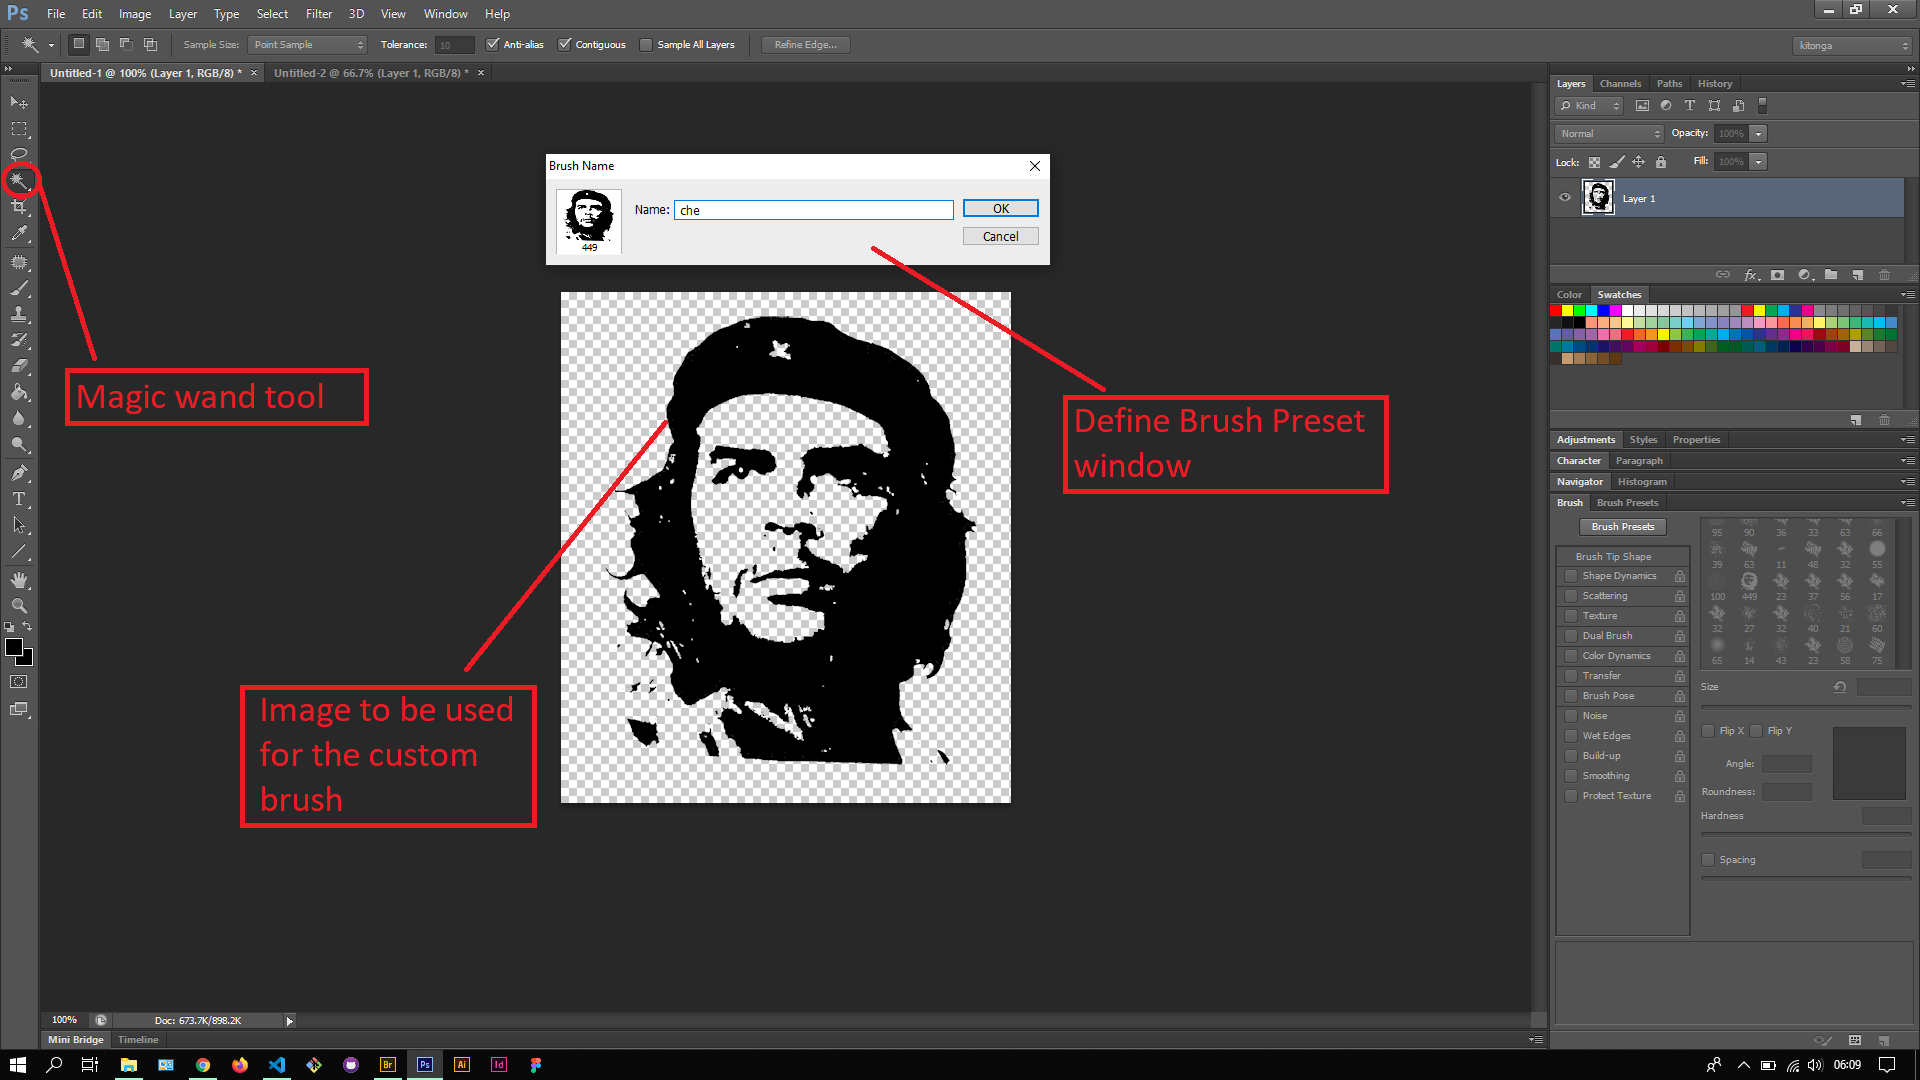 Ps File Edit Image Layer Type Select Filter 3D View Window Help
Sample Size: Point Sample Tolerance: 10 Anti-alias Contiguous Sample All Layers Refine Edge... kitonga
Untitled-1 @ 100% (Layer 1, RGB/8) * × Untitled-2 @ 66.7% (Layer 1, RGB/8) * ×
Layers Channels Paths History
Kind
Normal Opacity: 100%
Lock: Fill: 100%
Layer 1
fx
Brush Name
Name: che OK
449
Cancel
Magic wand tool
Define Brush Preset
window
Image to be used
for the custom
brush
Color Swatches
Adjustments Styles Properties
Character Paragraph
Navigator Histogram
Brush Brush Presets
Brush Presets
Brush Tip Shape
Shape Dynamics
Scattering
Texture
Dual Brush
Color Dynamics
Transfer
Brush Pose
Noise
Wet Edges
Build-up
Smoothing
Protect Texture
95 90 36 33 63 66
39 63 11 48 32 55
100 449 23 37 56 17
32 27 32 40 21 60
65 14 43 23 58 75
Size
Flip X Flip Y
Angle:
Roundness:
Hardness
Spacing
100% Doc: 673.7K/898.2K
Mini Bridge Timeline
Br Ps Ai Id 06:09